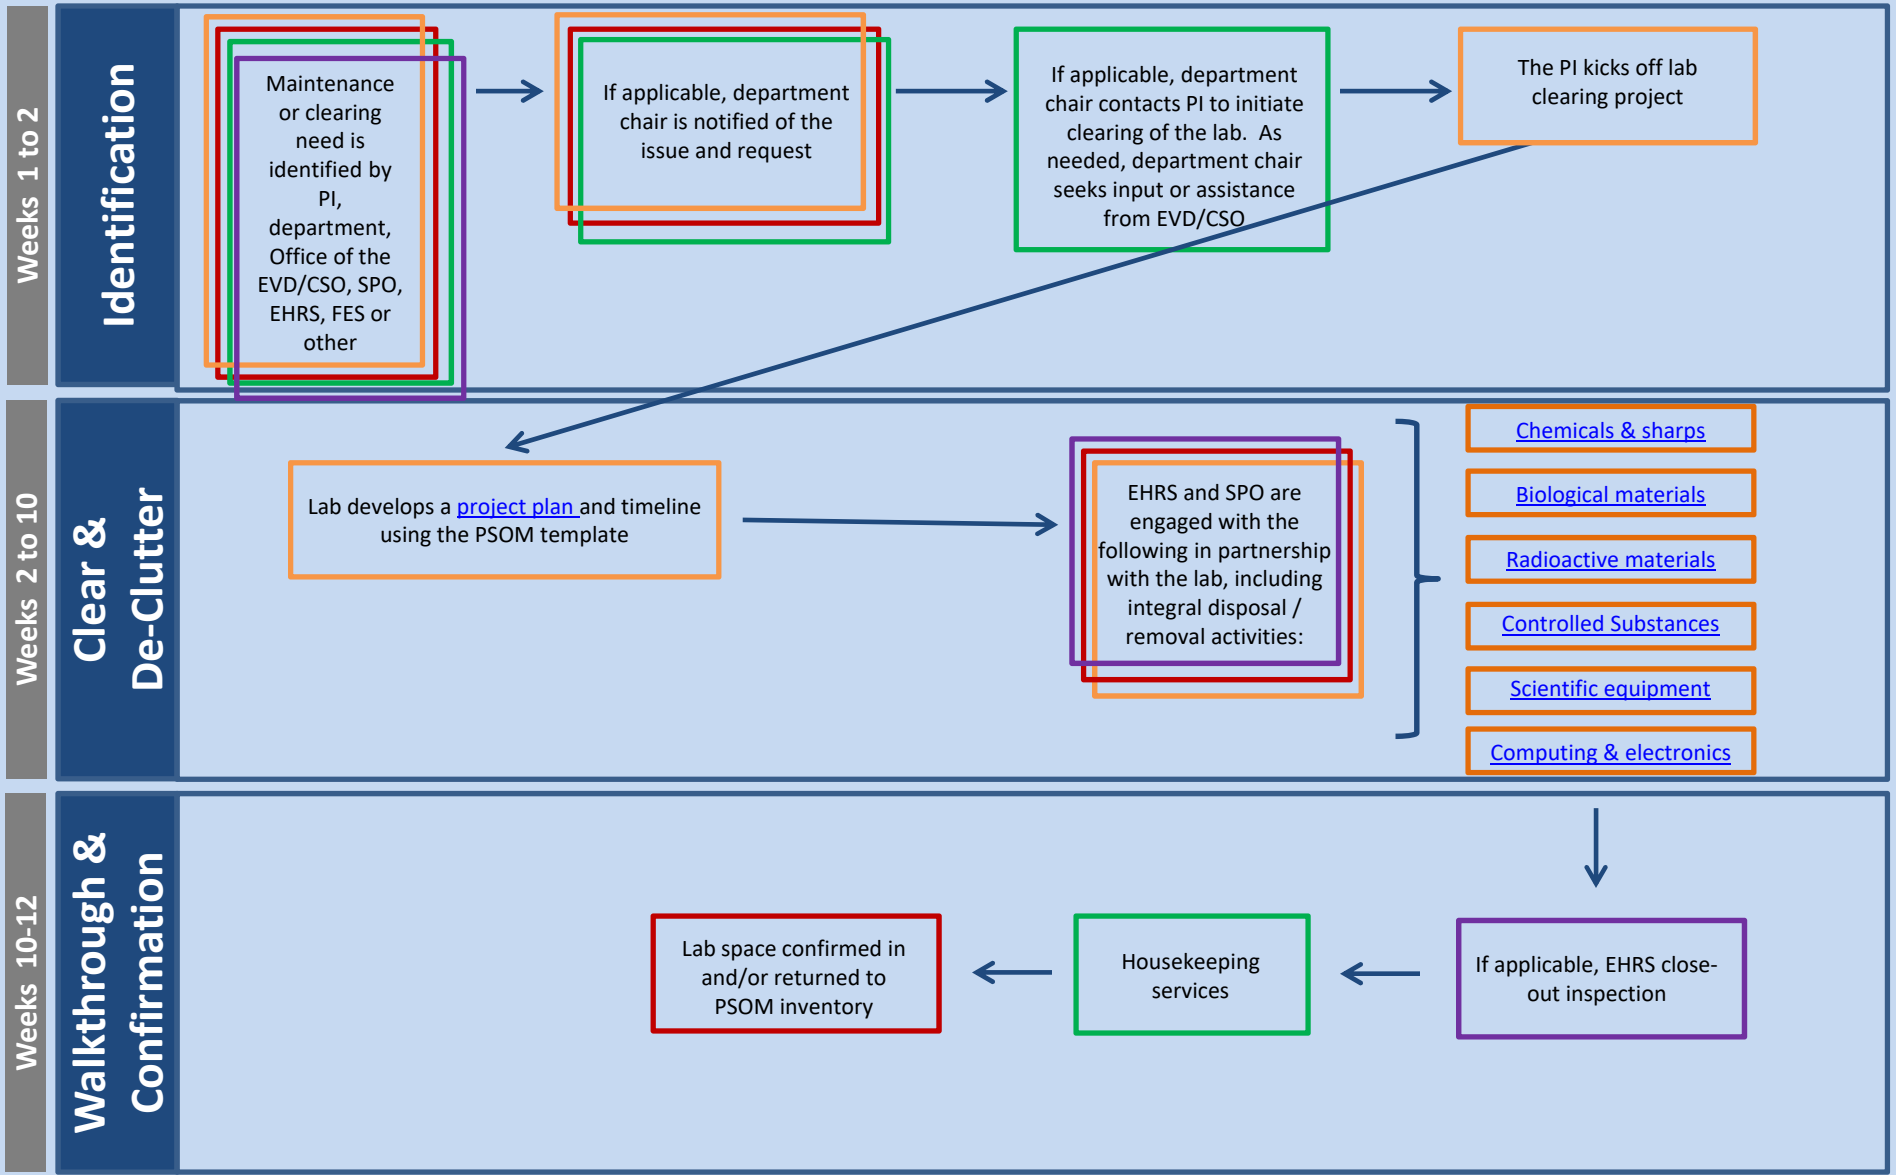 Weeks  1 to 2
Identification
Maintenance
or clearing
need is
identified by
PI,
department,
Office of the
EVD/CSO, SPO,
EHRS, FES or
other
If applicable, department
chair is notified of the
issue and request
If applicable, department
chair contacts PI to initiate
clearing of the lab.  As
needed, department chair
seeks input or assistance
from EVD/CSO
The PI kicks off lab
clearing project
Weeks  2 to 10
Clear &
De-Clutter
Lab develops a project plan and timeline
using the PSOM template
EHRS and SPO are
engaged with the
following in partnership
with the lab, including
integral disposal /
removal activities:
Chemicals & sharps
Biological materials
Radioactive materials
Controlled Substances
Scientific equipment
Computing & electronics
Weeks  10-12
Walkthrough &
Confirmation
If applicable, EHRS close-
out inspection
Housekeeping
services
Lab space confirmed in
and/or returned to
PSOM inventory